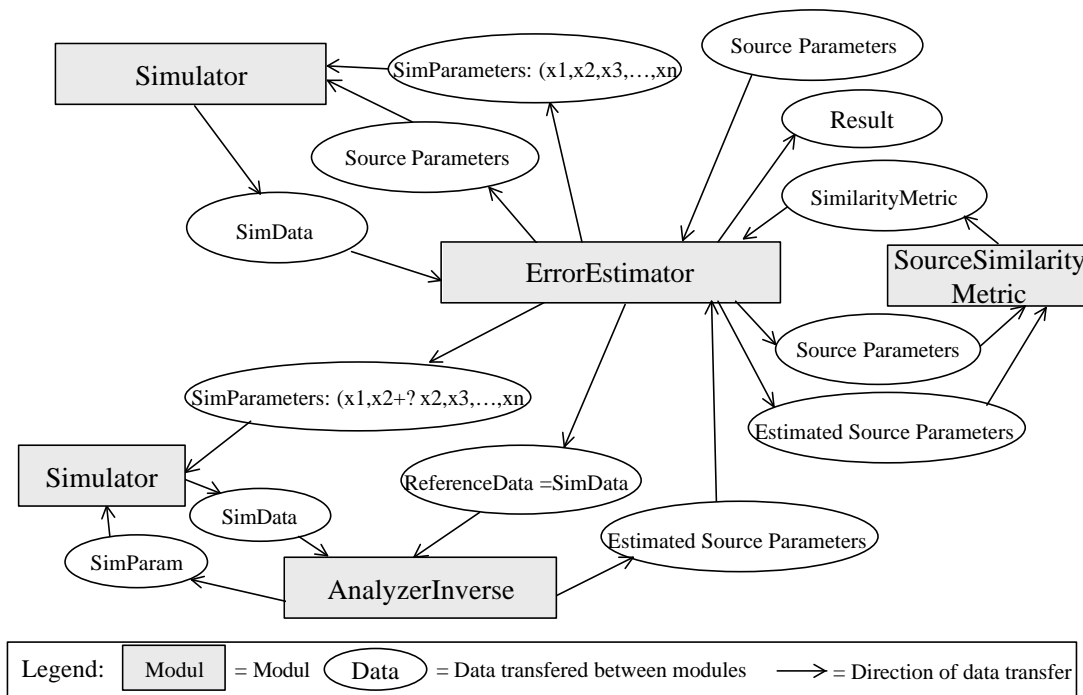 Source Parameters
Simulator
SimParameters: (x1,x2,x3,…,xn
Result
Source Parameters
SimilarityMetric
SimData
ErrorEstimator
SourceSimilarity
Metric
Source Parameters
SimParameters: (x1,x2+? x2,x3,…,xn
Estimated Source Parameters
Simulator
ReferenceData =SimData
SimData
Estimated Source Parameters
SimParam
AnalyzerInverse
Legend: Modul = Modul Data = Data transfered between modules = Direction of data transfer